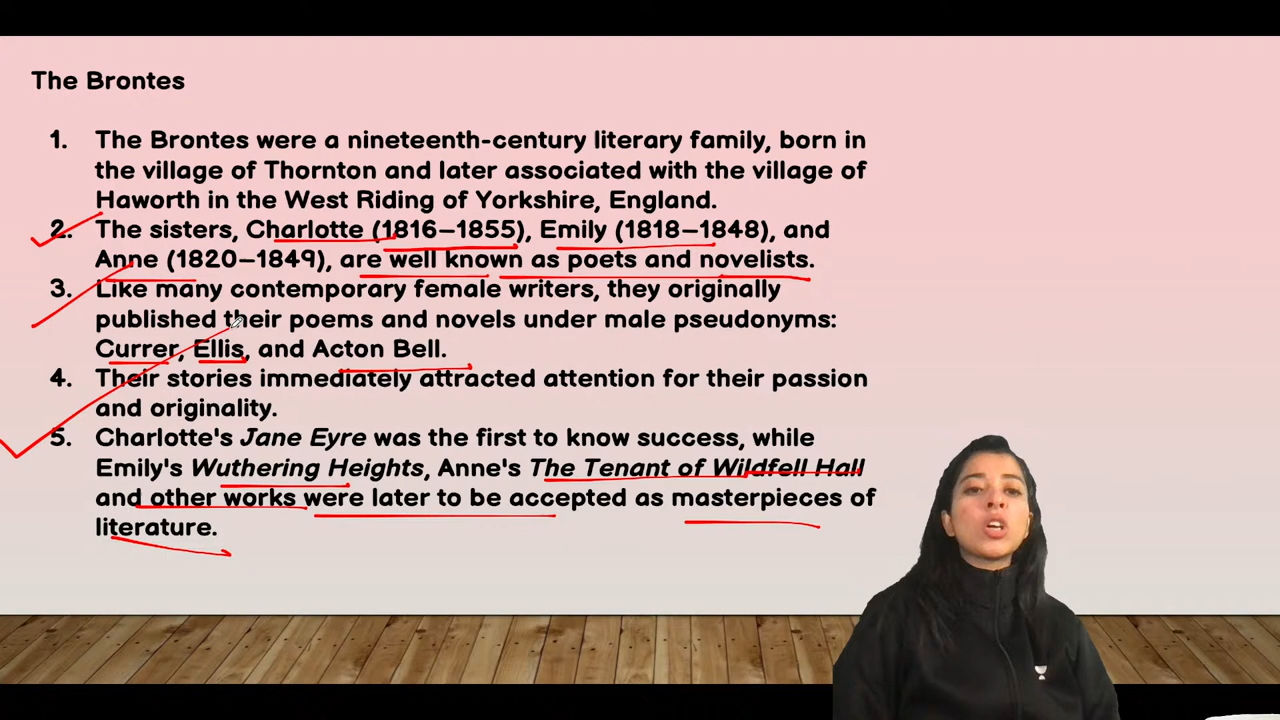 The Brontes
1. The Brontes were a nineteenth-century literary family, born in
the village of Thornton and later associated with the village of
Haworth in the West Riding of Yorkshire, England.
2. The sisters, Charlotte (1816–1855), Emily (1818–1848), and
Anne (1820–1849), are well known as poets and novelists.
3. Like many contemporary female writers, they originally
published their poems and novels under male pseudonyms:
Currer, Ellis, and Acton Bell.
4. Their stories immediately attracted attention for their passion
and originality.
5. Charlotte's Jane Eyre was the first to know success, while
Emily's Wuthering Heights, Anne's The Tenant of Wildfell Hall
and other works were later to be accepted as masterpieces of
literature.